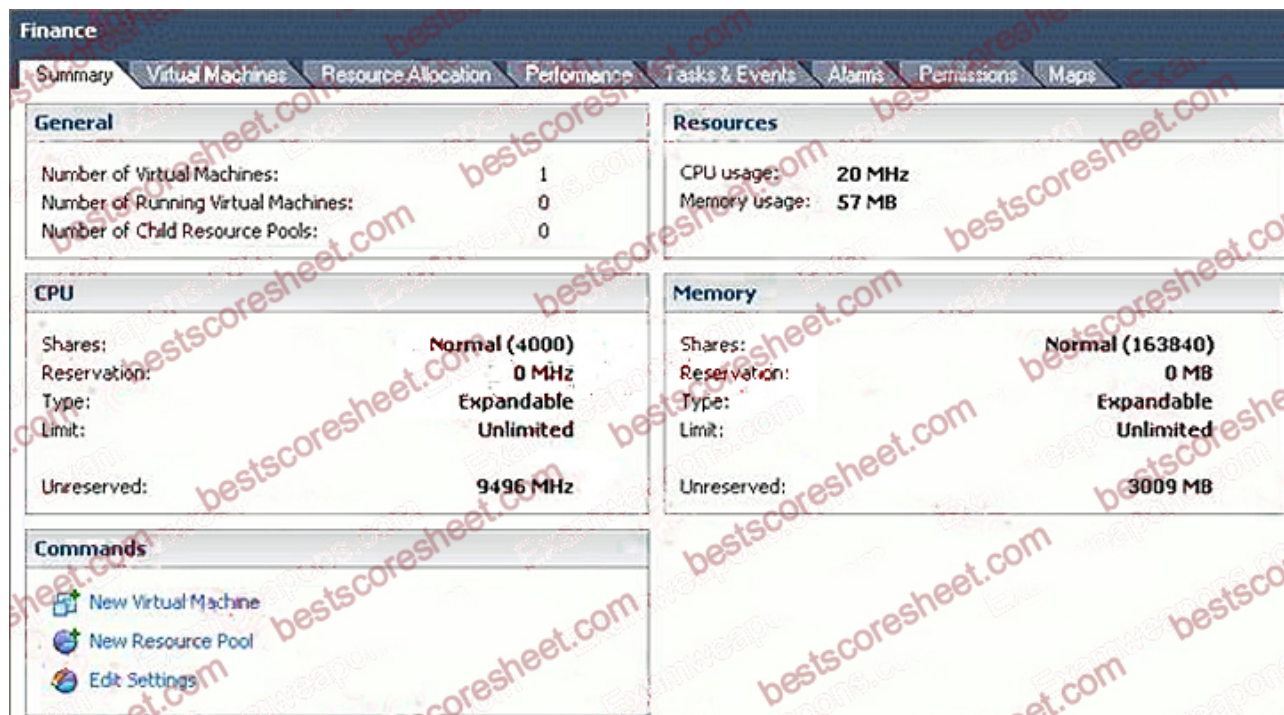 Finance
Summary Virtual Machines Resource Allocation Performance Tasks & Events Alarms Permissions Maps
General
Number of Virtual Machines: 1
Number of Running Virtual Machines: 0
Number of Child Resource Pools: 0
Resources
CPU usage: 20 MHz
Memory usage: 57 MB
CPU
Shares: Normal (4000)
Reservation: 0 MHz
Type: Expandable
Limit: Unlimited
Unreserved: 9496 MHz
Memory
Shares: Normal (163840)
Reservation: 0 MB
Type: Expandable
Limit: Unlimited
Unreserved: 3009 MB
Commands
New Virtual Machine
New Resource Pool
Edit Settings
bestscoresheet.com